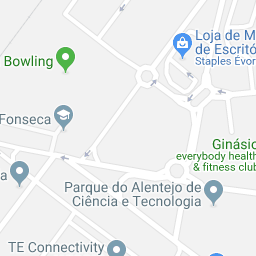 Loja de M
de Escritó
Staples Évor
Bowling
Fonseca
Ginásio
everybody health
& fitness club
a
Parque do Alentejo de
Ciência e Tecnologia
TE Connectivity